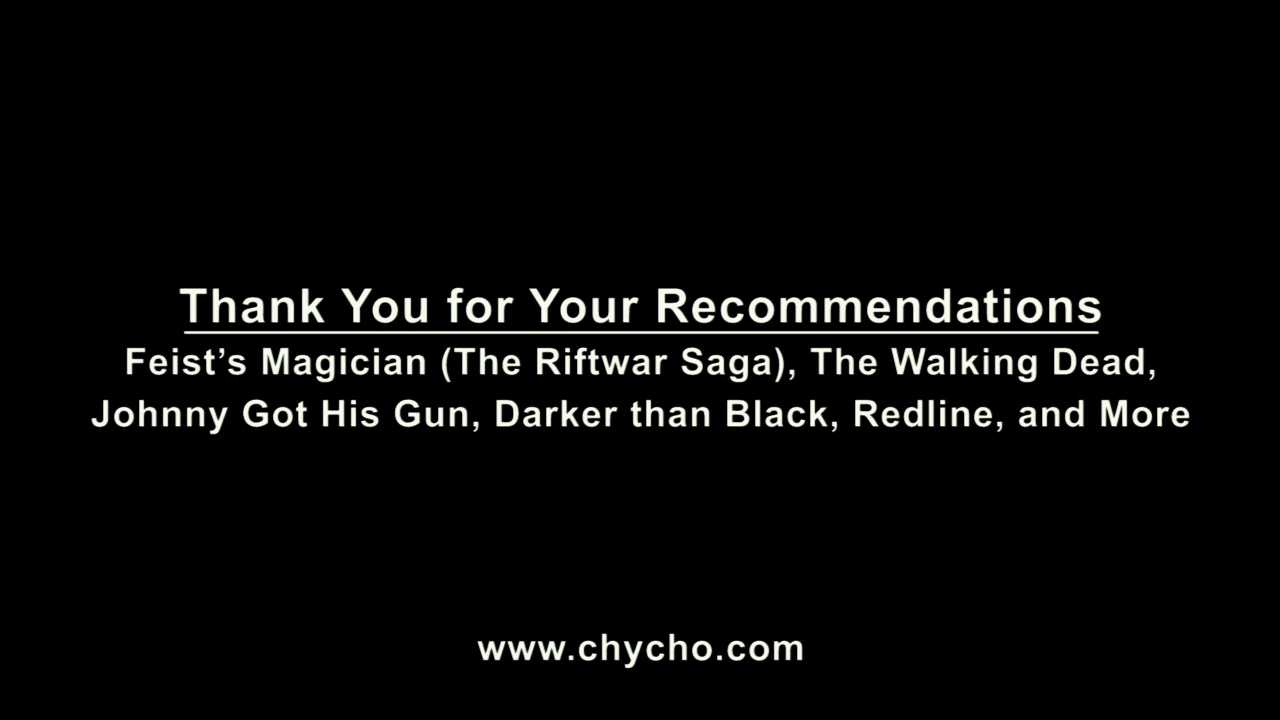 Thank You for Your Recommendations
Feist’s Magician (The Riftwar Saga), The Walking Dead,
Johnny Got His Gun, Darker than Black, Redline, and More
www.chycho.com